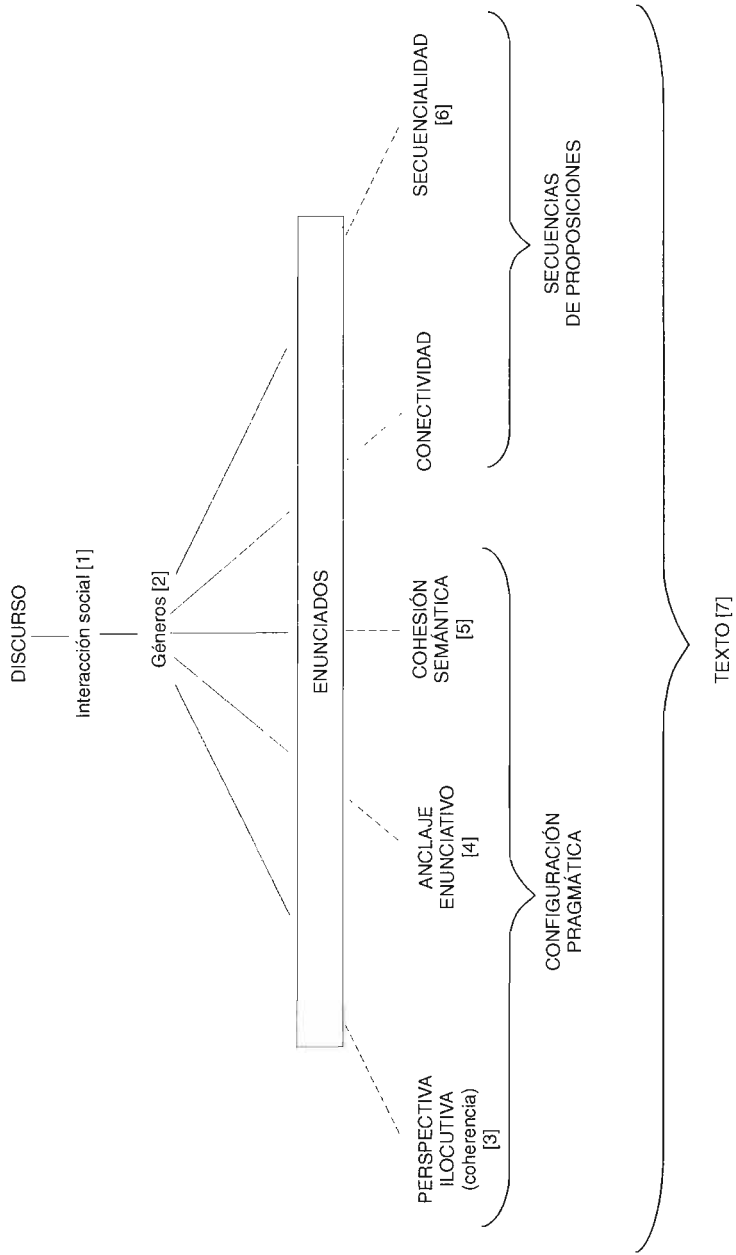 DISCURSO
Interacción social [1]
Géneros [2]
ENUNCIADOS
PERSPECTIVA
ILOCUTIVA
(coherencia)
[3]
ANCLAJE
ENUNCIATIVO
[4]
COHESIÓN
SEMÁNTICA
[5]
CONECTIVIDAD
SECUENCIALIDAD
[6]
CONFIGURACIÓN
PRAGMÁTICA
SECUENCIAS
DE PROPOSICIONES
TEXTO [7]